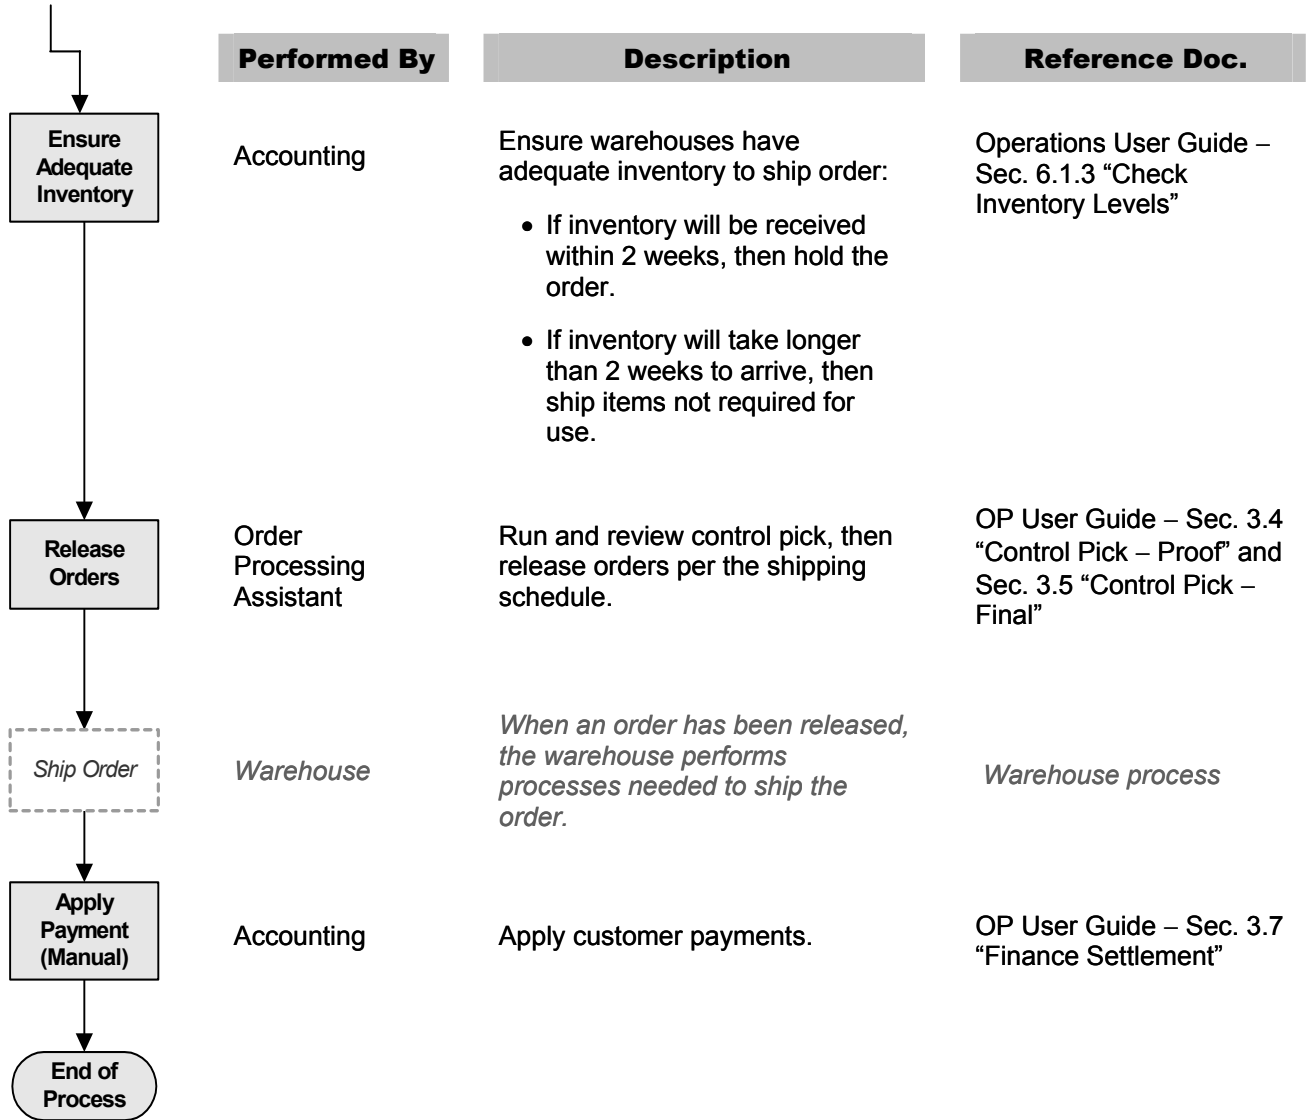 Performed By
Description
Reference Doc.
Ensure
Adequate
Inventory
Accounting
Ensure warehouses have
adequate inventory to ship order:
• If inventory will be received
within 2 weeks, then hold the
order.
• If inventory will take longer
than 2 weeks to arrive, then
ship items not required for
use.
Operations User Guide –
Sec. 6.1.3 “Check
Inventory Levels”
Release
Orders
Order
Processing
Assistant
Run and review control pick, then
release orders per the shipping
schedule.
OP User Guide – Sec. 3.4
“Control Pick – Proof” and
Sec. 3.5 “Control Pick –
Final”
Ship Order
Warehouse
When an order has been released,
the warehouse performs
processes needed to ship the
order.
Warehouse process
Apply
Payment
(Manual)
Accounting
Apply customer payments.
OP User Guide – Sec. 3.7
“Finance Settlement”
End of
Process